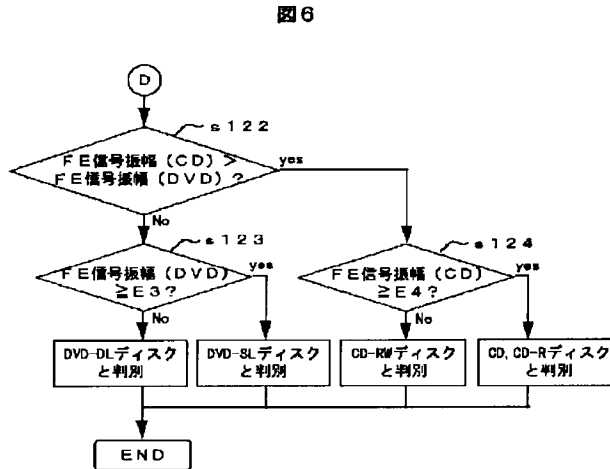 図6
D
s122
FE信号振幅(CD)>
FE信号振幅(DVD)?
yes
No
s123
FE信号振幅(DVD)
≧E3?
yes
No
s124
FE信号振幅(CD)
≧E4?
yes
No
DVD-DLディスク
と判別
DVD-SLディスク
と判別
CD-RWディスク
と判別
CD,CD-Rディスク
と判別
END